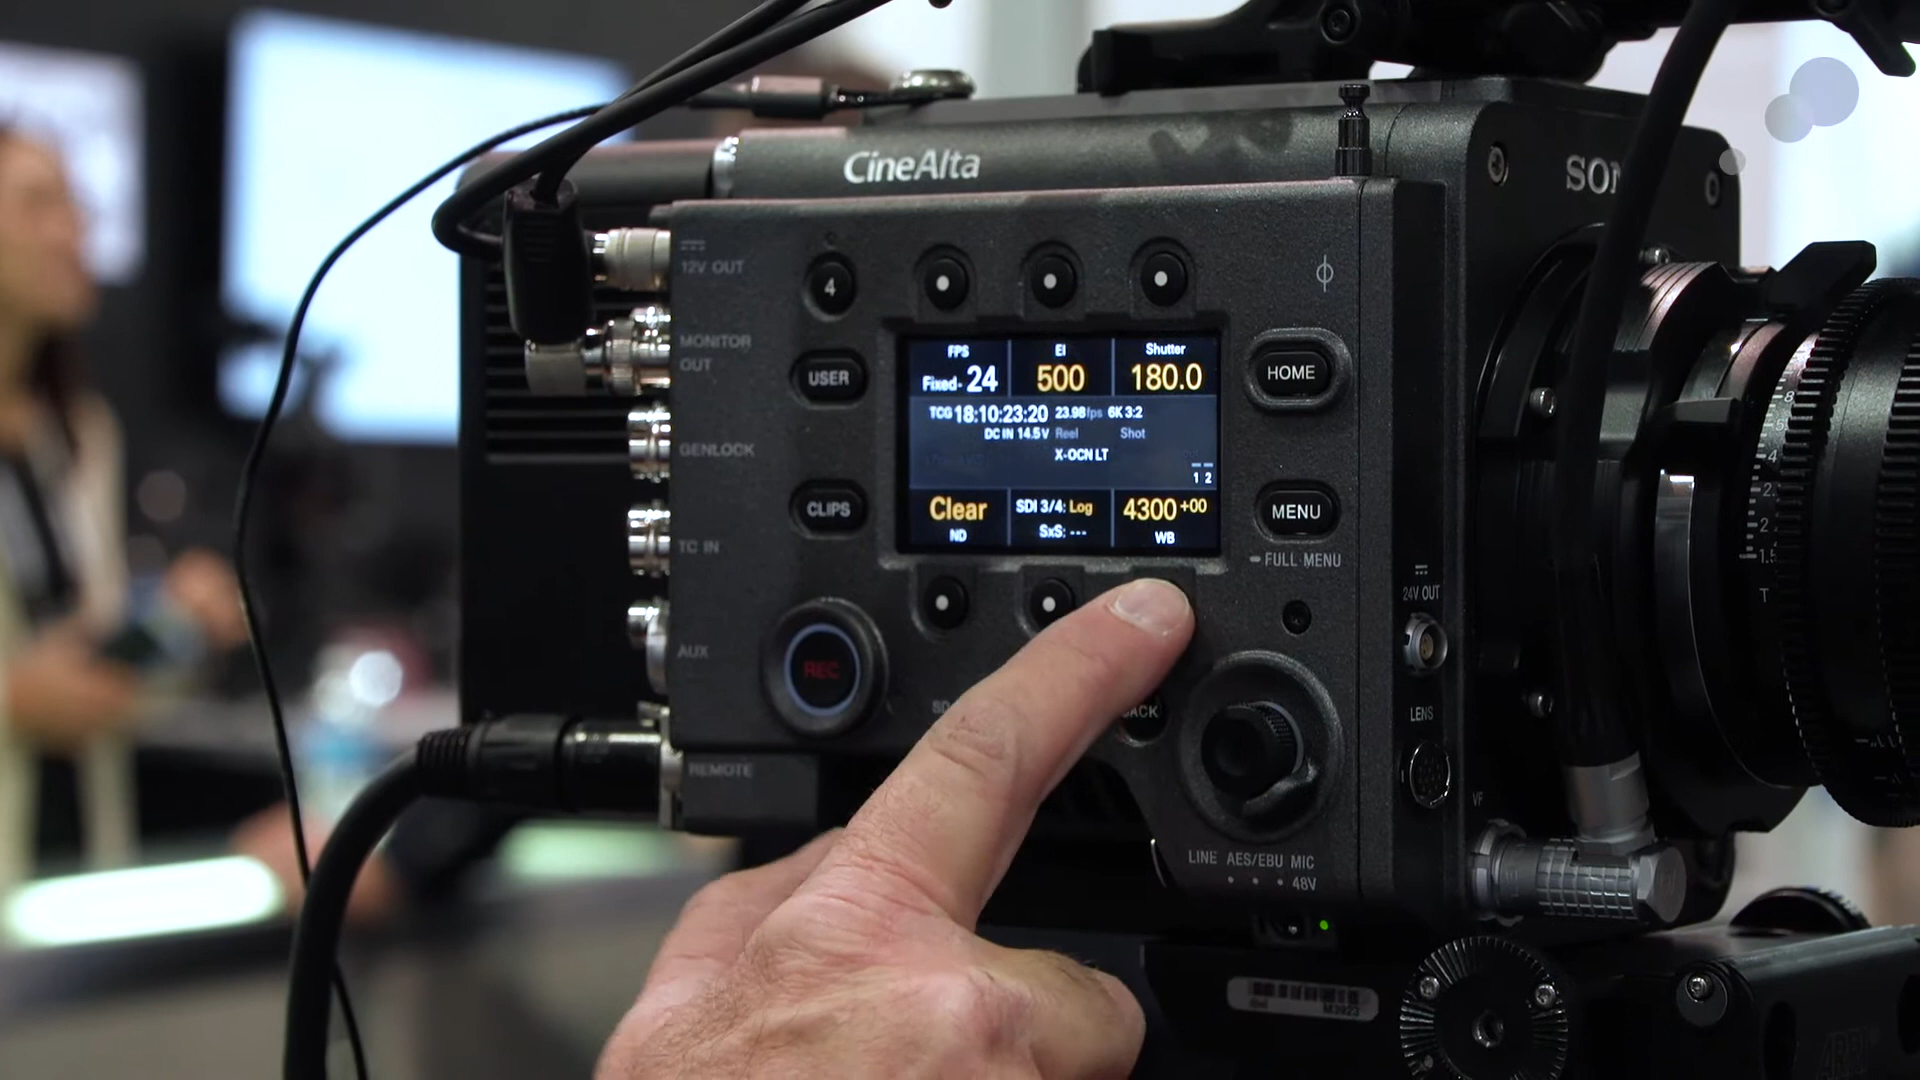 CineAlta
SON
12V OUT
4
MONITOR
OUT
USER
FPS
Fixed- 24
EI
500
Shutter
180.0
HOME
TCG 18:10:23:20 23.98fps 6K 3:2
DC IN 14.5V Reel Shot
X-OCN LT
1 2
GENLOCK
CLIPS
Clear
ND
SDI 3/4: Log
SxS: ---
4300+00
WB
MENU
FULL MENU
TC IN
24V OUT
AUX
REC
LENS
REMOTE
VF
LINE AES/EBU MIC
48V
T